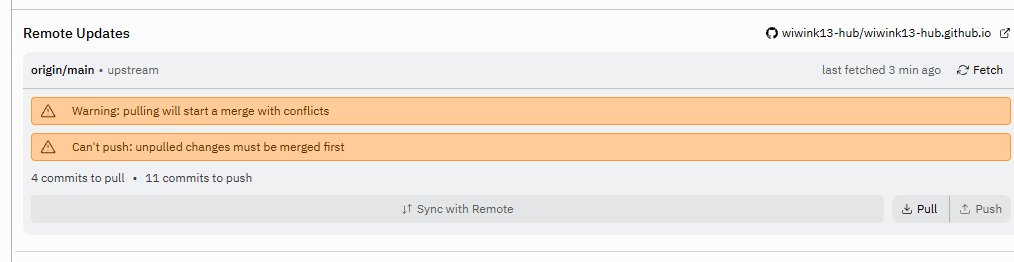 Remote Updates
wiwink13-hub/wiwink13-hub.github.io
origin/main • upstream
last fetched 3 min ago
Fetch
Warning: pulling will start a merge with conflicts
Can't push: unpulled changes must be merged first
4 commits to pull • 11 commits to push
Sync with Remote
Pull
Push